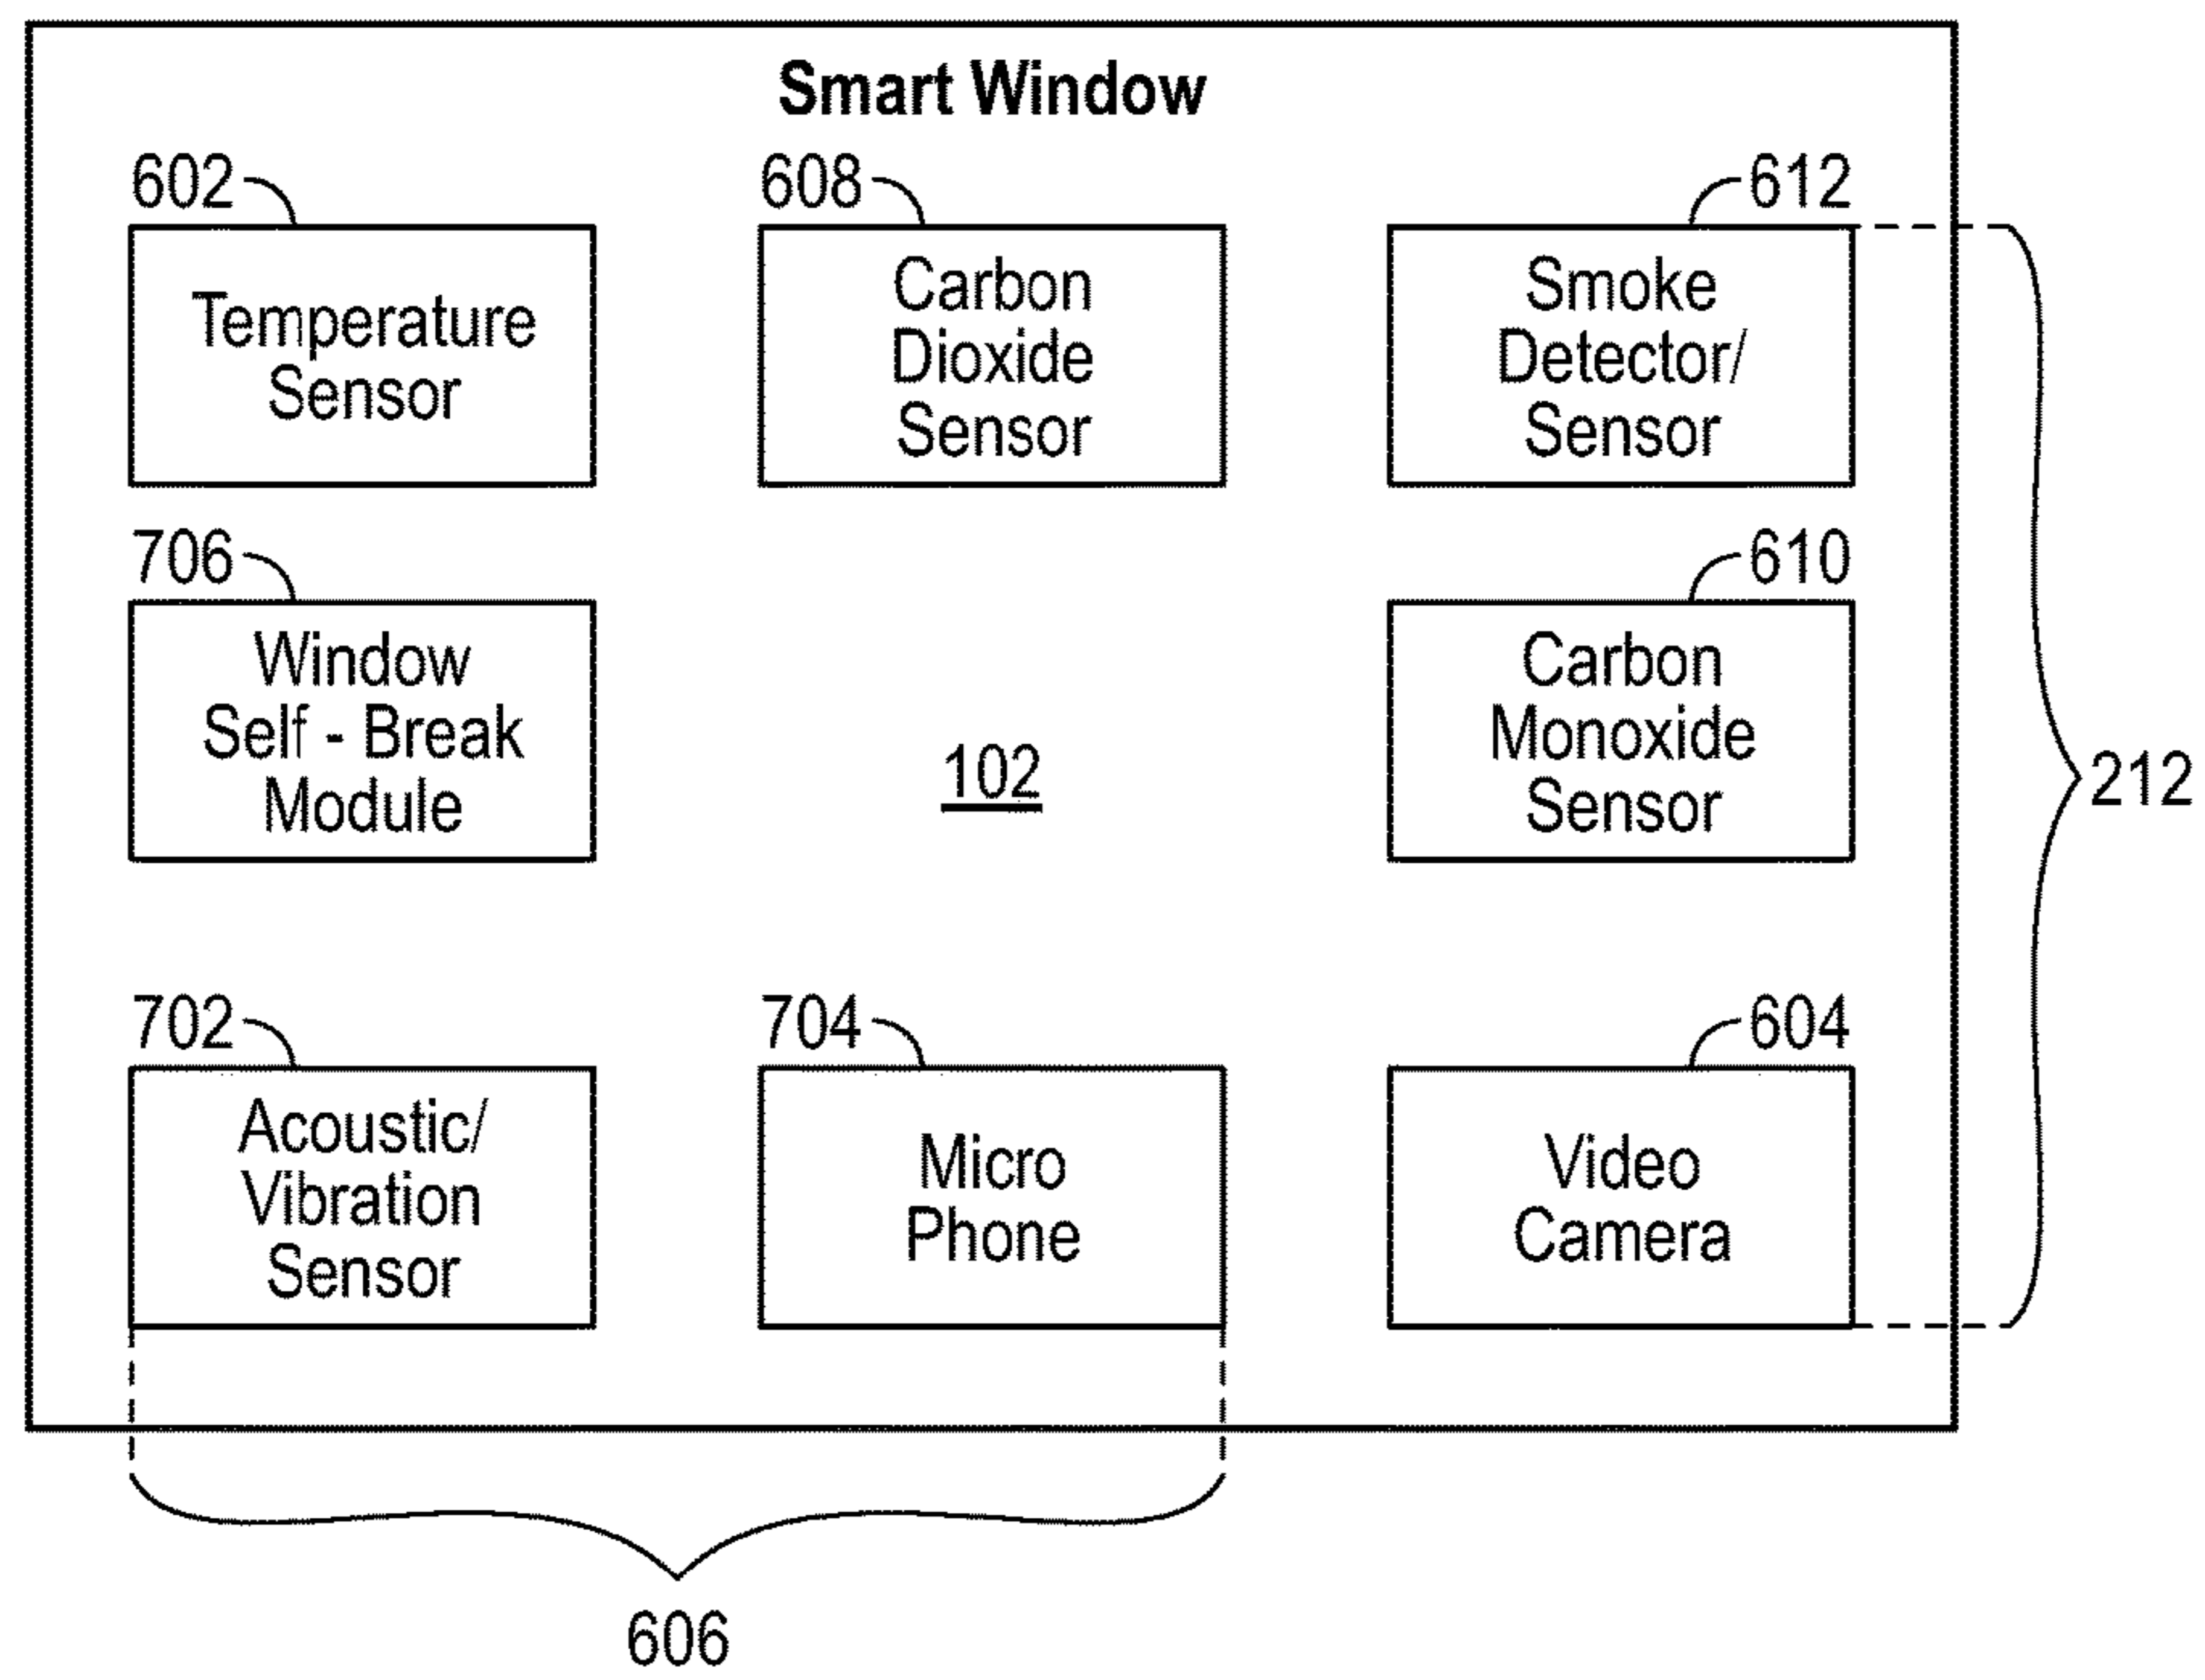 Smart Window
602
608
612
Temperature
Sensor
Carbon
Dioxide
Sensor
Smoke
Detector/
Sensor
706
610
Window
Self - Break
Module
102
Carbon
Monoxide
Sensor
212
702
704
604
Acoustic/
Vibration
Sensor
Micro
Phone
Video
Camera
606